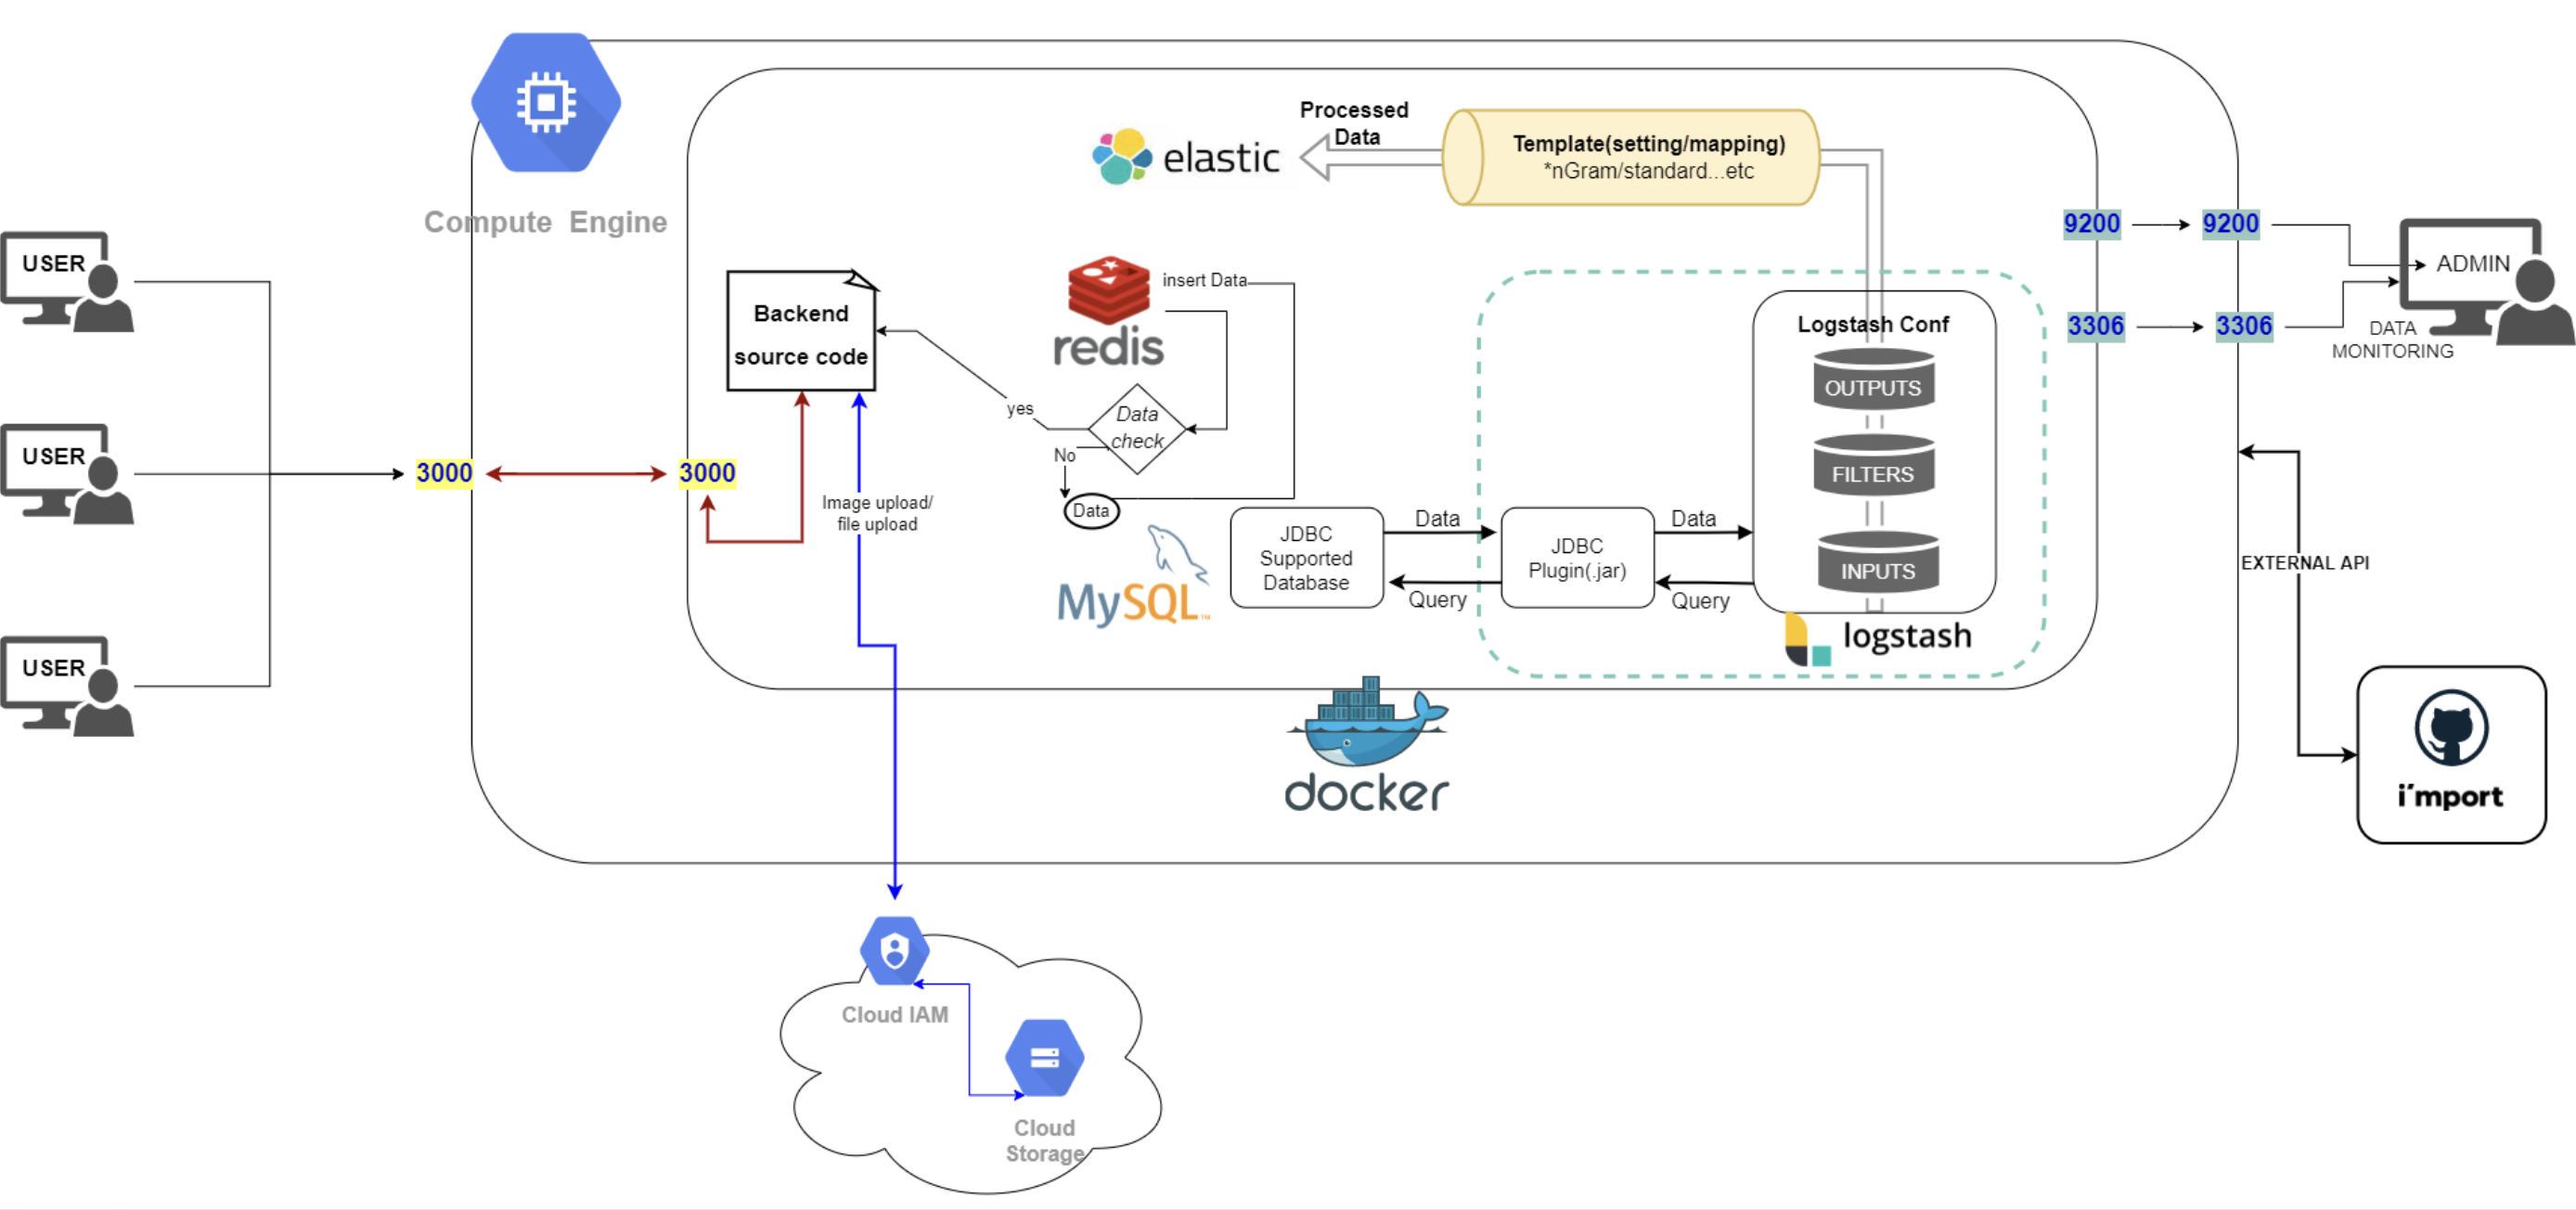 Compute Engine
USER
USER
USER
3000
3000
Backend
source code
Image upload/
file upload
elastic
Processed
Data
Template(setting/mapping)
*nGram/standard...etc
redis
insert Data
Data
check
yes
No
Data
MySQL™
JDBC
Supported
Database
Data
Query
JDBC
Plugin(.jar)
Data
Query
Logstash Conf
OUTPUTS
FILTERS
INPUTS
logstash
docker
9200
9200
3306
3306
ADMIN
DATA
MONITORING
EXTERNAL API
i'mport
Cloud IAM
Cloud
Storage